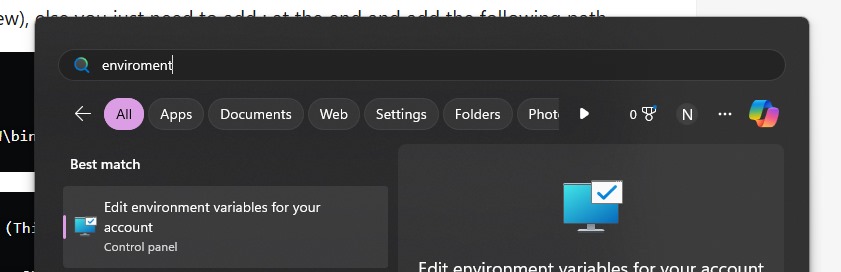 ew), else you just need to add ; at the end and add the following path
enviroment
All Apps Documents Web Settings Folders Phot 0 N
\bin
Best match
Edit environment variables for your
account
Control panel
(Thi
Edit environment variables for your account